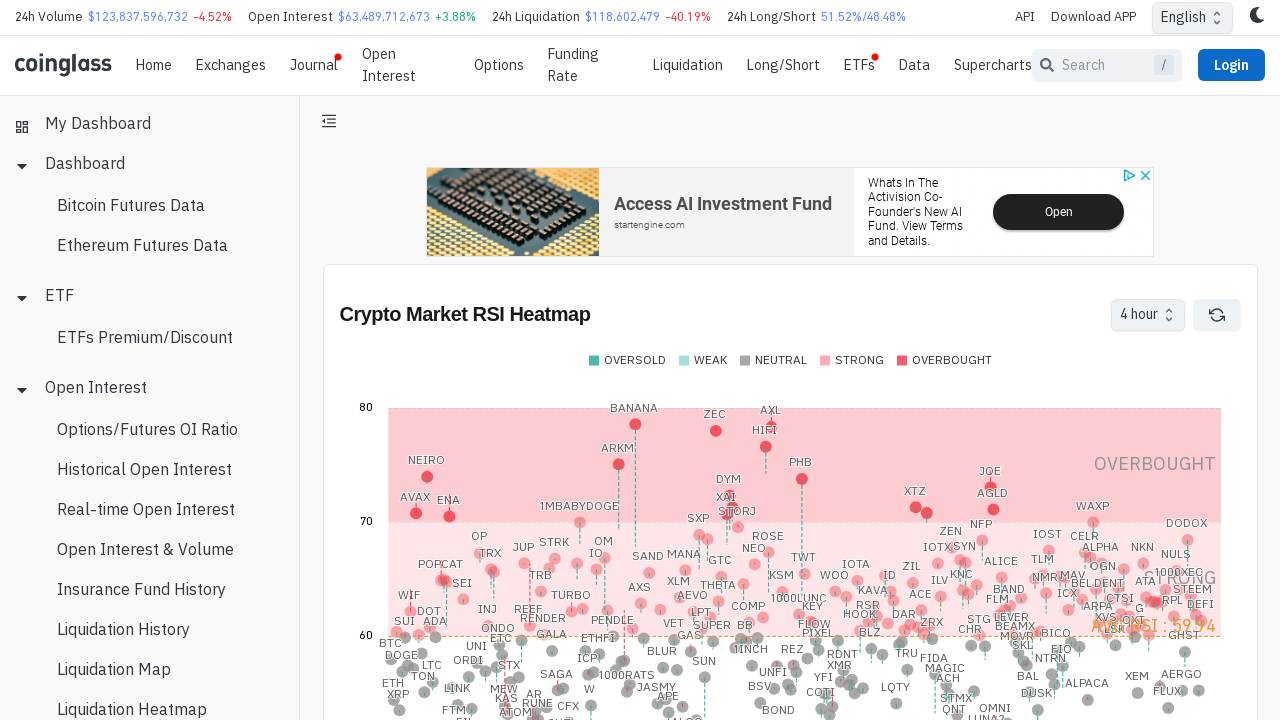 24h Volume $123,837,596,732 -4.52% Open Interest $63,489,712,673 +3.88% 24h Liquidation $118,602,479 -40.19% 24h Long/Short 51.52%/48.48% API Download APP English
coinglass Home Exchanges Journal Open Interest Options Funding Rate Liquidation Long/Short ETFs Data Supercharts Search / Login
My Dashboard
Dashboard
Bitcoin Futures Data
Ethereum Futures Data
ETF
ETFs Premium/Discount
Open Interest
Options/Futures OI Ratio
Historical Open Interest
Real-time Open Interest
Open Interest & Volume
Insurance Fund History
Liquidation History
Liquidation Map
Liquidation Heatmap
Access AI Investment Fund
startengine.com
Whats In The
Activision Co-
Founder's New AI
Fund. View Terms
and Details.
Open
Crypto Market RSI Heatmap
4 hour
OVERSOLD WEAK NEUTRAL STRONG OVERBOUGHT
80
BANANA ZEC AXL
HIFI
ARKM
NEIRO PHB OVERBOUGHT
DYM JOE
AVAX ENA XAI XTZ AGLD
1MBABYDOGE STORJ WAXP
70
SXP NFP DODOX
OP ROSE ZEN IOST CELR
JUP STRK OM NEO IOTX SYN ALPHA NKN
TRX IO SAND MANA GTC TWT TLM NULS
POPCAT IOTA ZIL ALICE OGN
TRB KSM WOO ID KNC NMR MAV 1000XEC
SEI AXS XLM THETA ILV BAND BEL DENT ATA
WIF TURBO AEVO 1000LUNC KAVA ACE FLM ICX CTSI RPL STEEM
DOT INJ REEF LPT COMP KEY RSR ARPA G DEFI
SUI ADA RENDER PENDLE VET SUPER BB FLOW HOOK DAR ZRX STG LEVER XVS OXT
60
ONDO GALA GAS PIXEL BLZ CHR BEAMX BICO LSK AVG RSI : 59.94 GHST
BTC ETC ETHFI 1INCH MOVR
DOGE UNI BLUR REZ RDNT TRU SKL FIO
LTC ORDI STX ICP SUN XMR FIDA NTRN
TON SAGA 1000RATS UNFI YFI MAGIC ACH BAL XEM AERGO
ETH LINK MEW W JASMY BSV LQTY ALPACA
XRP KAS AR APE COTI STMX DUSK FLUX
FTM RUNE CFX BOND QNT OMNI
ATOM